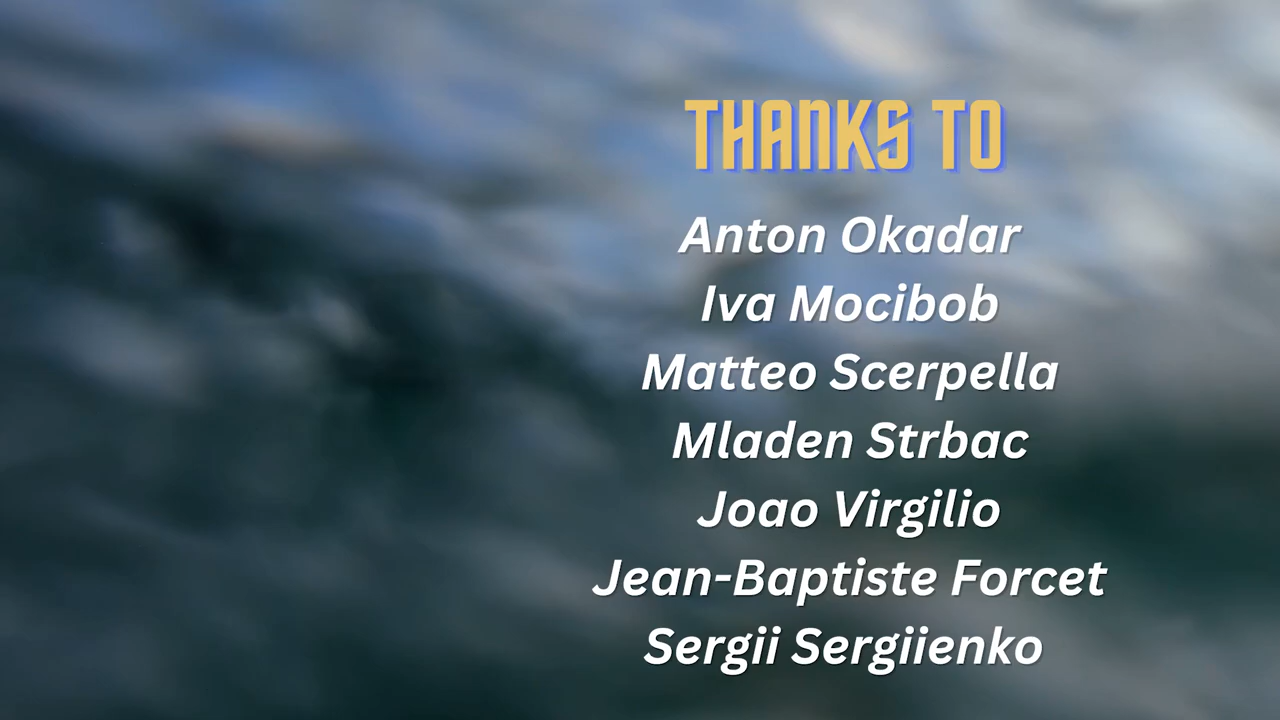 THANKS TO
Anton Okadar
Iva Mocibob
Matteo Scerpella
Mladen Strbac
Joao Virgilio
Jean-Baptiste Forcet
Sergii Sergiienko